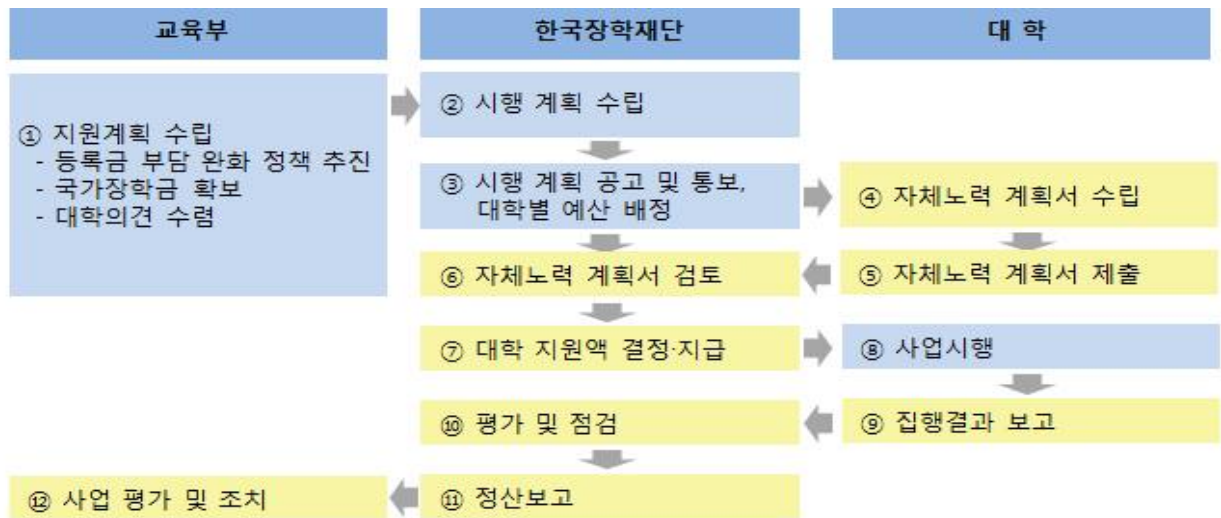 교육부
한국장학재단
대 학
① 지원계획 수립
- 등록금 부담 완화 정책 추진
- 국가장학금 확보
- 대학의견 수렴
② 시행 계획 수립
③ 시행 계획 공고 및 통보,
대학별 예산 배정
④ 자체노력 계획서 수립
⑤ 자체노력 계획서 제출
⑥ 자체노력 계획서 검토
⑦ 대학 지원액 결정·지급
⑧ 사업시행
⑨ 집행결과 보고
⑩ 평가 및 점검
⑪ 정산보고
⑫ 사업 평가 및 조치